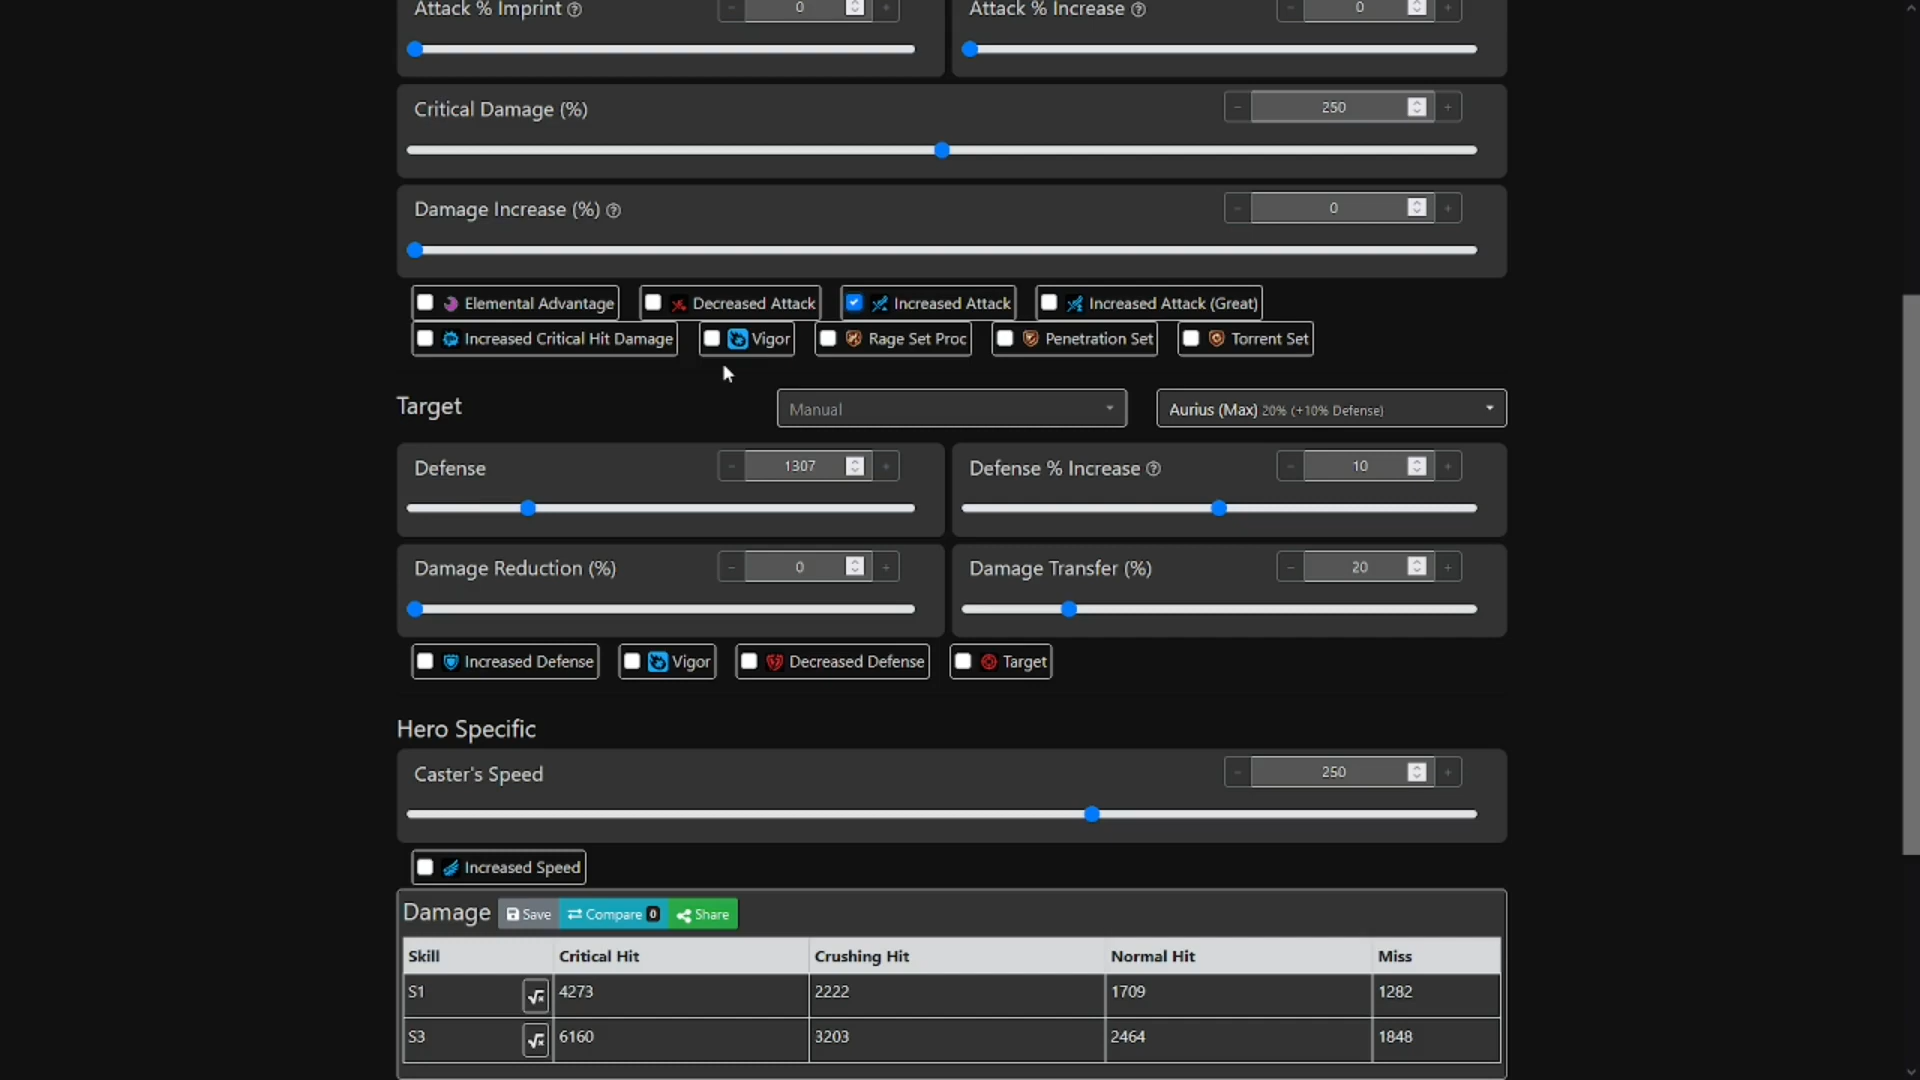 Attack % Imprint ? - 0 + Attack % Increase ? - 0 +
Critical Damage (%) - 250 +
Damage Increase (%) ? - 0 +
Elemental Advantage Decreased Attack Increased Attack Increased Attack (Great)
Increased Critical Hit Damage Vigor Rage Set Proc Penetration Set Torrent Set
Target Manual Aurius (Max) 20% (+10% Defense)
Defense - 1307 + Defense % Increase ? - 10 +
Damage Reduction (%) - 0 + Damage Transfer (%) - 20 +
Increased Defense Vigor Decreased Defense Target
Hero Specific
Caster's Speed - 250 +
Increased Speed
Damage Save Compare 0 Share
Skill Critical Hit Crushing Hit Normal Hit Miss
S1 √x 4273 2222 1709 1282
S3 √x 6160 3203 2464 1848